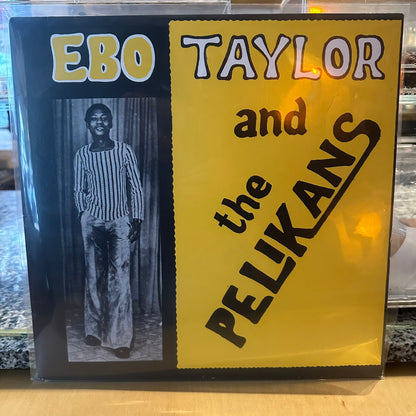 EBO TAYLOR
and
the
PELIKANS